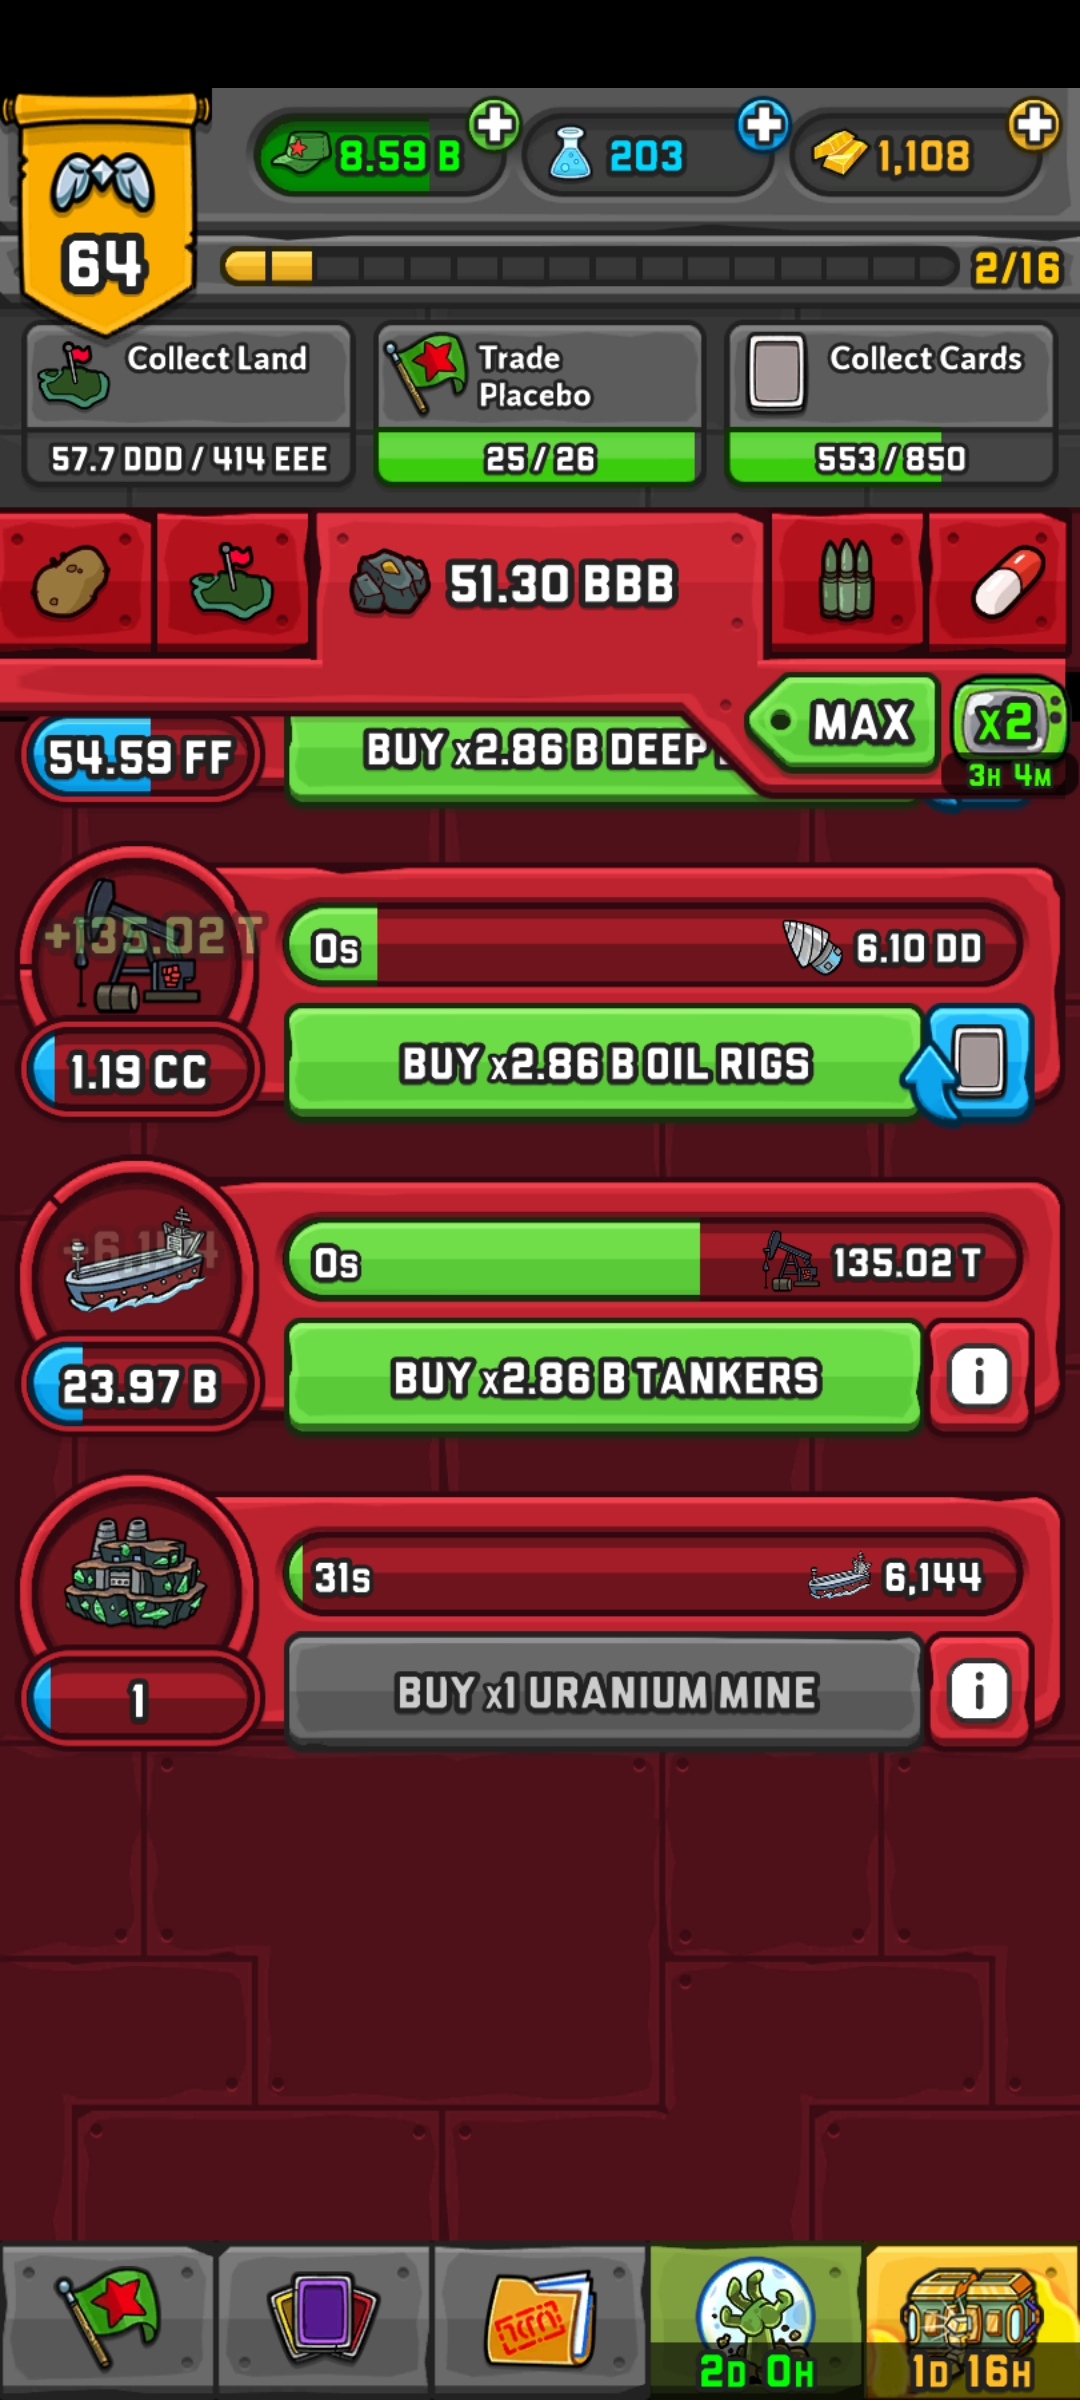 8.59 B
203
1,108
64
2/16
Collect Land
57.7 DDD / 414 EEE
Trade
Placebo
25 / 26
Collect Cards
553 / 850
51.30 BBB
MAX
x2
3H 4M
54.59 FF
BUY x2.86 B DEEP
+135.02 T
0s
6.10 DD
1.19 CC
BUY x2.86 B OIL RIGS
0s
135.02 T
23.97 B
BUY x2.86 B TANKERS
i
31s
6,144
1
BUY x1 URANIUM MINE
i
2D 0H
1D 16H